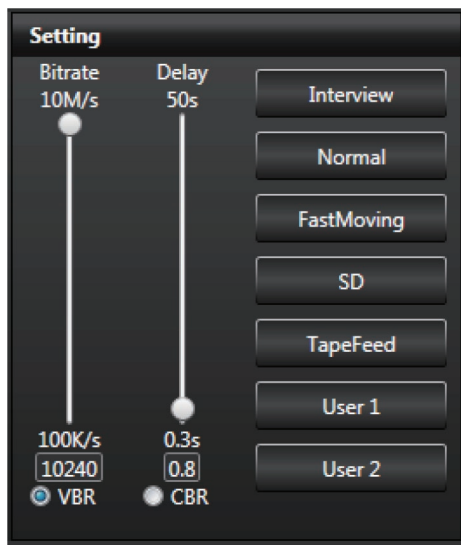 Setting
Bitrate Delay
10M/s 50s
Interview
Normal
FastMoving
SD
TapeFeed
User 1
User 2
100K/s 0.3s
10240 0.8
VBR CBR